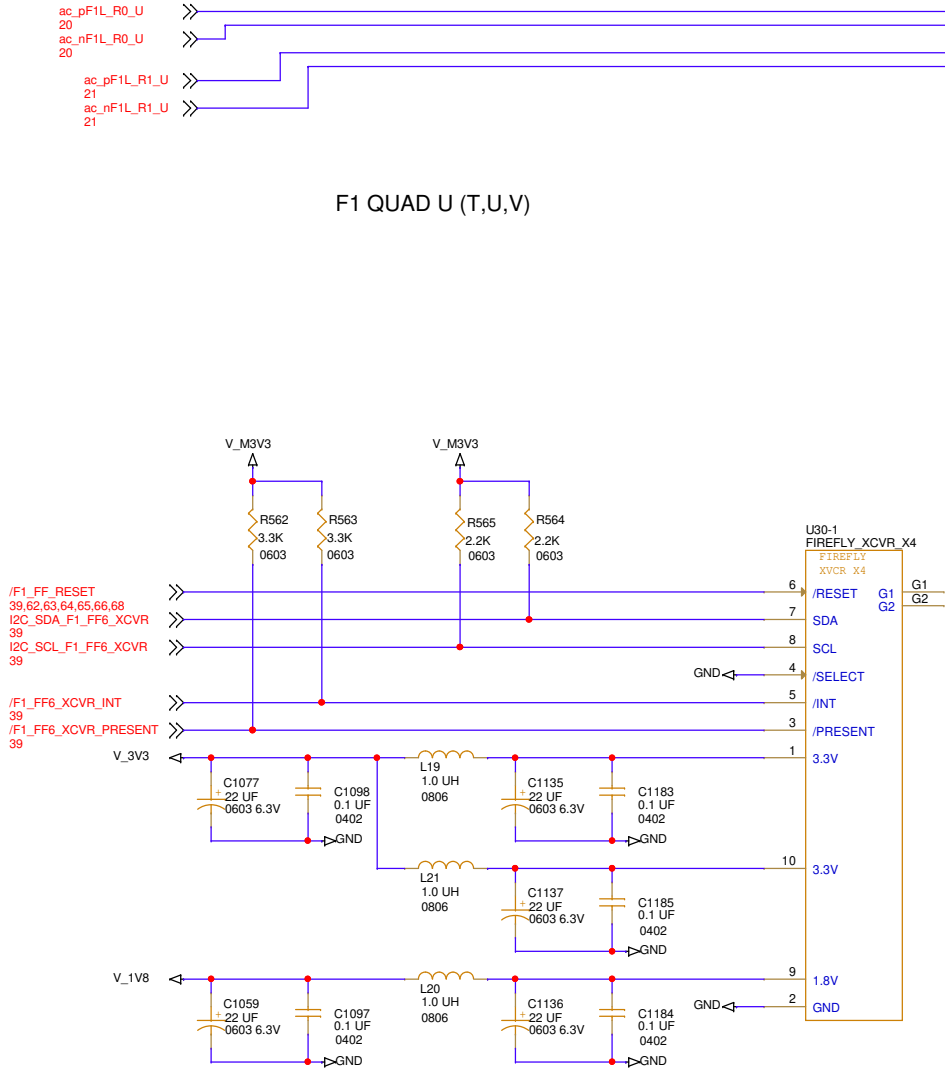 ac_pF1L_R0_U
20
ac_nF1L_R0_U
20
ac_pF1L_R1_U
21
ac_nF1L_R1_U
21
F1 QUAD U (T,U,V)
V_M3V3
V_M3V3
R562
3.3K
0603
R563
3.3K
0603
R565
2.2K
0603
R564
2.2K
0603
U30-1
FIREFLY_XCVR_X4
FIREFLY
XVCR X4
/F1_FF_RESET
39,62,63,64,65,66,68
I2C_SDA_F1_FF6_XCVR
39
I2C_SCL_F1_FF6_XCVR
39
/F1_FF6_XCVR_INT
39
/F1_FF6_XCVR_PRESENT
39
6 /RESET
G1 G1
G2 G2
7 SDA
8 SCL
GND 4 /SELECT
5 /INT
3 /PRESENT
V_3V3
1 3.3V
C1077
22 UF
0603 6.3V
C1098
0.1 UF
0402
GND
L19
1.0 UH
0806
C1135
22 UF
0603 6.3V
C1183
0.1 UF
0402
GND
10 3.3V
L21
1.0 UH
0806
C1137
22 UF
0603 6.3V
C1185
0.1 UF
0402
GND
V_1V8
9 1.8V
GND 2 GND
C1059
22 UF
0603 6.3V
C1097
0.1 UF
0402
GND
L20
1.0 UH
0806
C1136
22 UF
0603 6.3V
C1184
0.1 UF
0402
GND